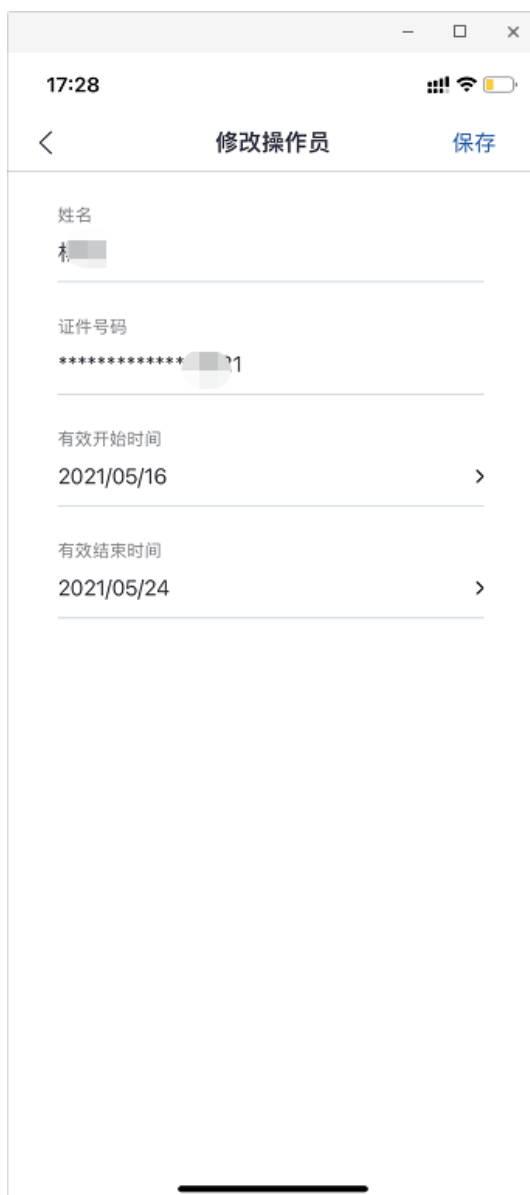 17:28
修改操作员
保存
姓名
证件号码
*************
有效开始时间
2021/05/16
有效结束时间
2021/05/24